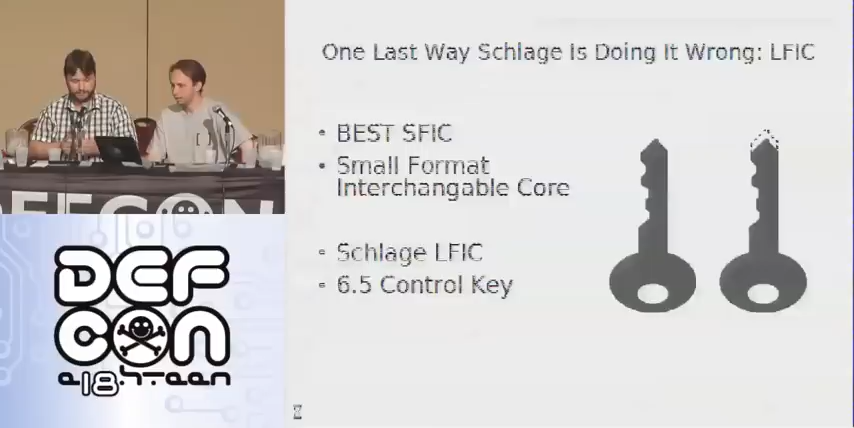 One Last Way Schlage Is Doing It Wrong: LFIC
• BEST SFIC
• Small Format
Interchangable Core
• Schlage LFIC
• 6.5 Control Key
DEFCON
DEF
CON
e18hteen